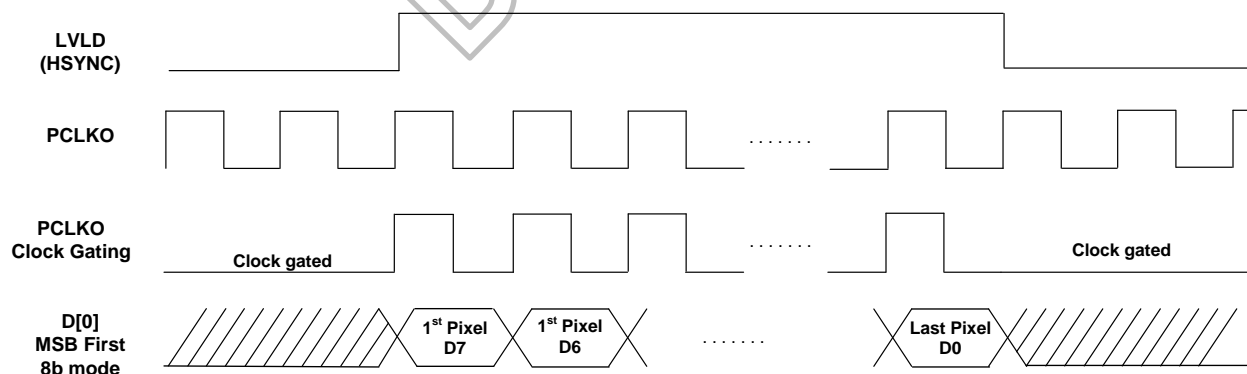 LVLD
(HSYNC)
PCLKO
.......
PCLKO
Clock Gating
Clock gated
.......
Clock gated
D[0]
MSB First
8b mode
1st Pixel
D7
1st Pixel
D6
.......
Last Pixel
D0